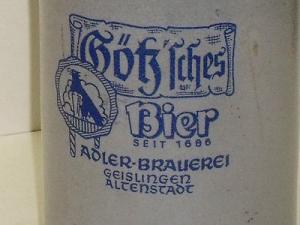 Götz'sches
Bier
SEIT 1686
ADLER-BRAUEREI
GEISLINGEN
ALTENSTADT